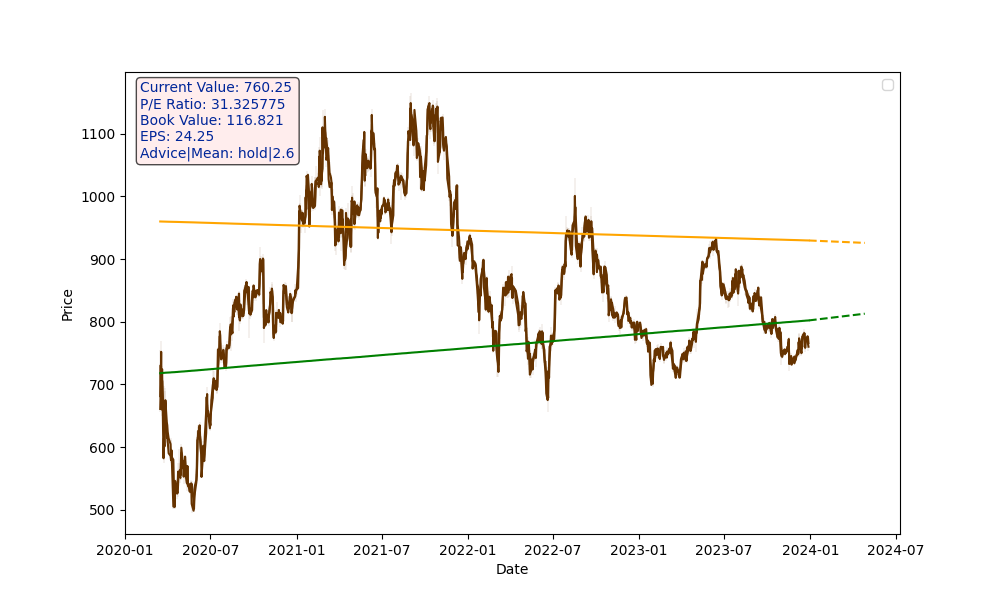 Current Value: 760.25
P/E Ratio: 31.325775
Book Value: 116.821
EPS: 24.25
Advice|Mean: hold|2.6
Price
1100
1000
900
800
700
600
500
2020-01 2020-07 2021-01 2021-07 2022-01 2022-07 2023-01 2023-07 2024-01 2024-07
Date